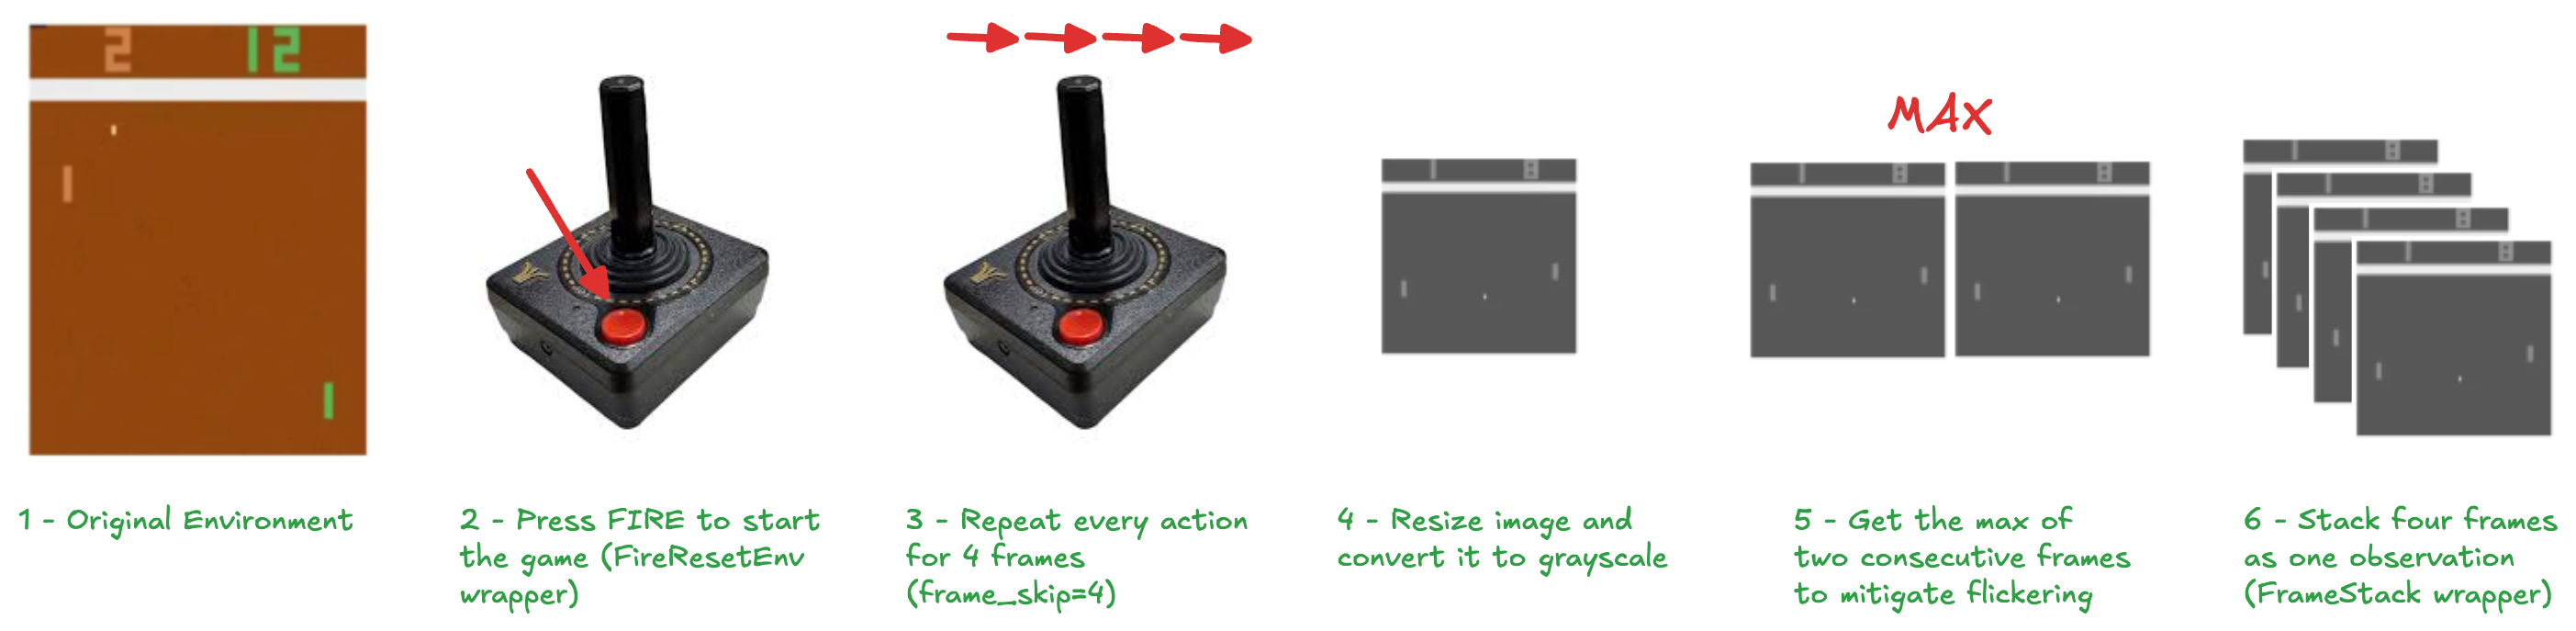 2 12
MAX
1 - Original Environment
2 - Press FIRE to start
the game (FireResetEnv
wrapper)
3 - Repeat every action
for 4 frames
(frame_skip=4)
4 - Resize image and
convert it to grayscale
5 - Get the max of
two consecutive frames
to mitigate flickering
6 - Stack four frames
as one observation
(FrameStack wrapper)